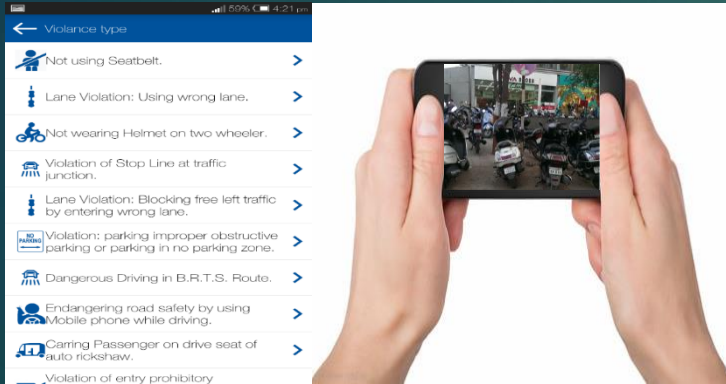 59% 4:21 pm
Violance type
Not using Seatbelt.
Lane Violation: Using wrong lane.
Not wearing Helmet on two wheeler.
Violation of Stop Line at traffic
junction.
Lane Violation: Blocking free left traffic
by entering wrong lane.
NO
PARKING
Violation: parking improper obstructive
parking or parking in no parking zone.
Dangerous Driving in B.R.T.S. Route.
Endangering road safety by using
Mobile phone while driving.
Carring Passenger on drive seat of
auto rickshaw.
Violation of entry prohibitory